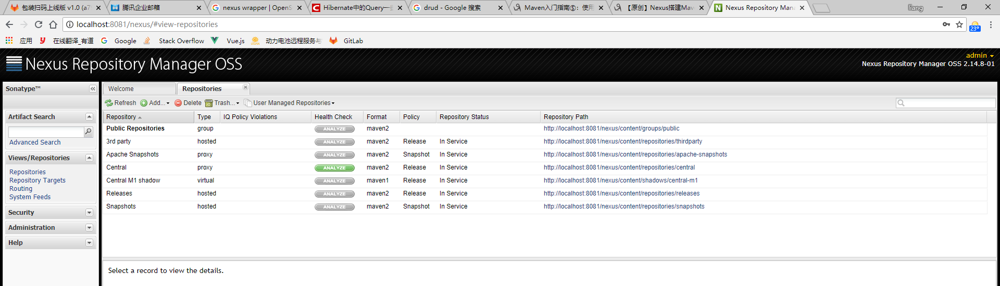 包装扫码上线版 v1.0 (a7
腾讯企业邮箱
nexus wrapper | OpenS
Hibernate中的Query一些
drud - Google 搜索
Maven入门指南⑤：使用
【原创】Nexus搭建Mav
Nexus Repository Mana
liang
localhost:8081/nexus/#view-repositories
23°
应用
在线翻译_有道
Google
Stack Overflow
Vue.js
动力电池远程服务与
GitLab
Nexus Repository Manager OSS
admin
Nexus Repository Manager OSS 2.14.8-01
Sonatype™
Welcome
Repositories
Refresh
Add...
Delete
Trash...
User Managed Repositories
Artifact Search
Advanced Search
Views/Repositories
Repositories
Repository Targets
Routing
System Feeds
Security
Administration
Help
Repository Type IQ Policy Violations Health Check Format Policy Repository Status Repository Path
Public Repositories group ANALYZE maven2 http://localhost:8081/nexus/content/groups/public
3rd party hosted ANALYZE maven2 Release In Service http://localhost:8081/nexus/content/repositories/thirdparty
Apache Snapshots proxy ANALYZE maven2 Snapshot In Service http://localhost:8081/nexus/content/repositories/apache-snapshots
Central proxy ANALYZE maven2 Release In Service http://localhost:8081/nexus/content/repositories/central
Central M1 shadow virtual ANALYZE maven1 Release In Service http://localhost:8081/nexus/content/shadows/central-m1
Releases hosted ANALYZE maven2 Release In Service http://localhost:8081/nexus/content/repositories/releases
Snapshots hosted ANALYZE maven2 Snapshot In Service http://localhost:8081/nexus/content/repositories/snapshots
Select a record to view the details.